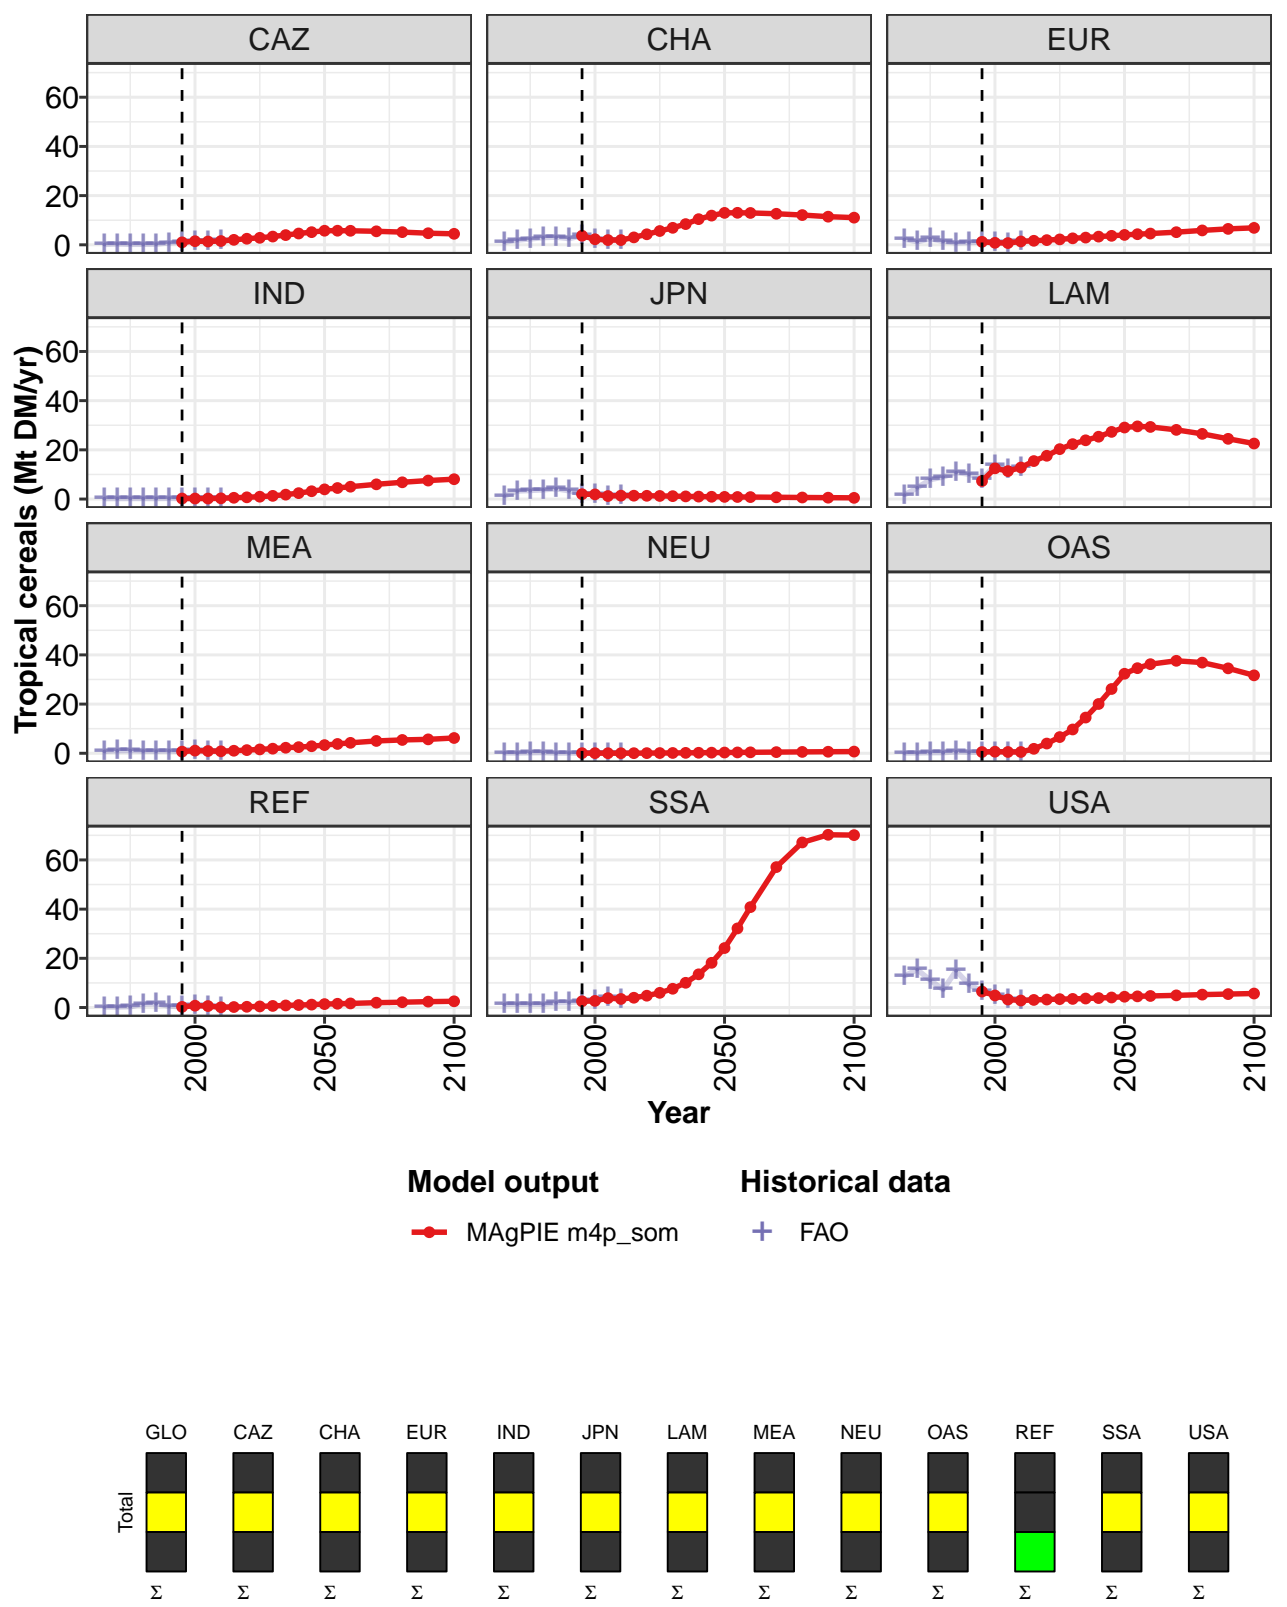 CAZ CHA EUR
60
40
20
0
IND JPN LAM
60
40
20
0
MEA NEU OAS
60
40
20
0
REF SSA USA
60
40
20
0
Tropical cereals (Mt DM/yr)
2000 2050 2100 2000 2050 2100 2000 2050 2100
Year
Model output Historical data
MAgPIE m4p_som FAO
GLO CAZ CHA EUR IND JPN LAM MEA NEU OAS REF SSA USA
Total
Σ Σ Σ Σ Σ Σ Σ Σ Σ Σ Σ Σ Σ